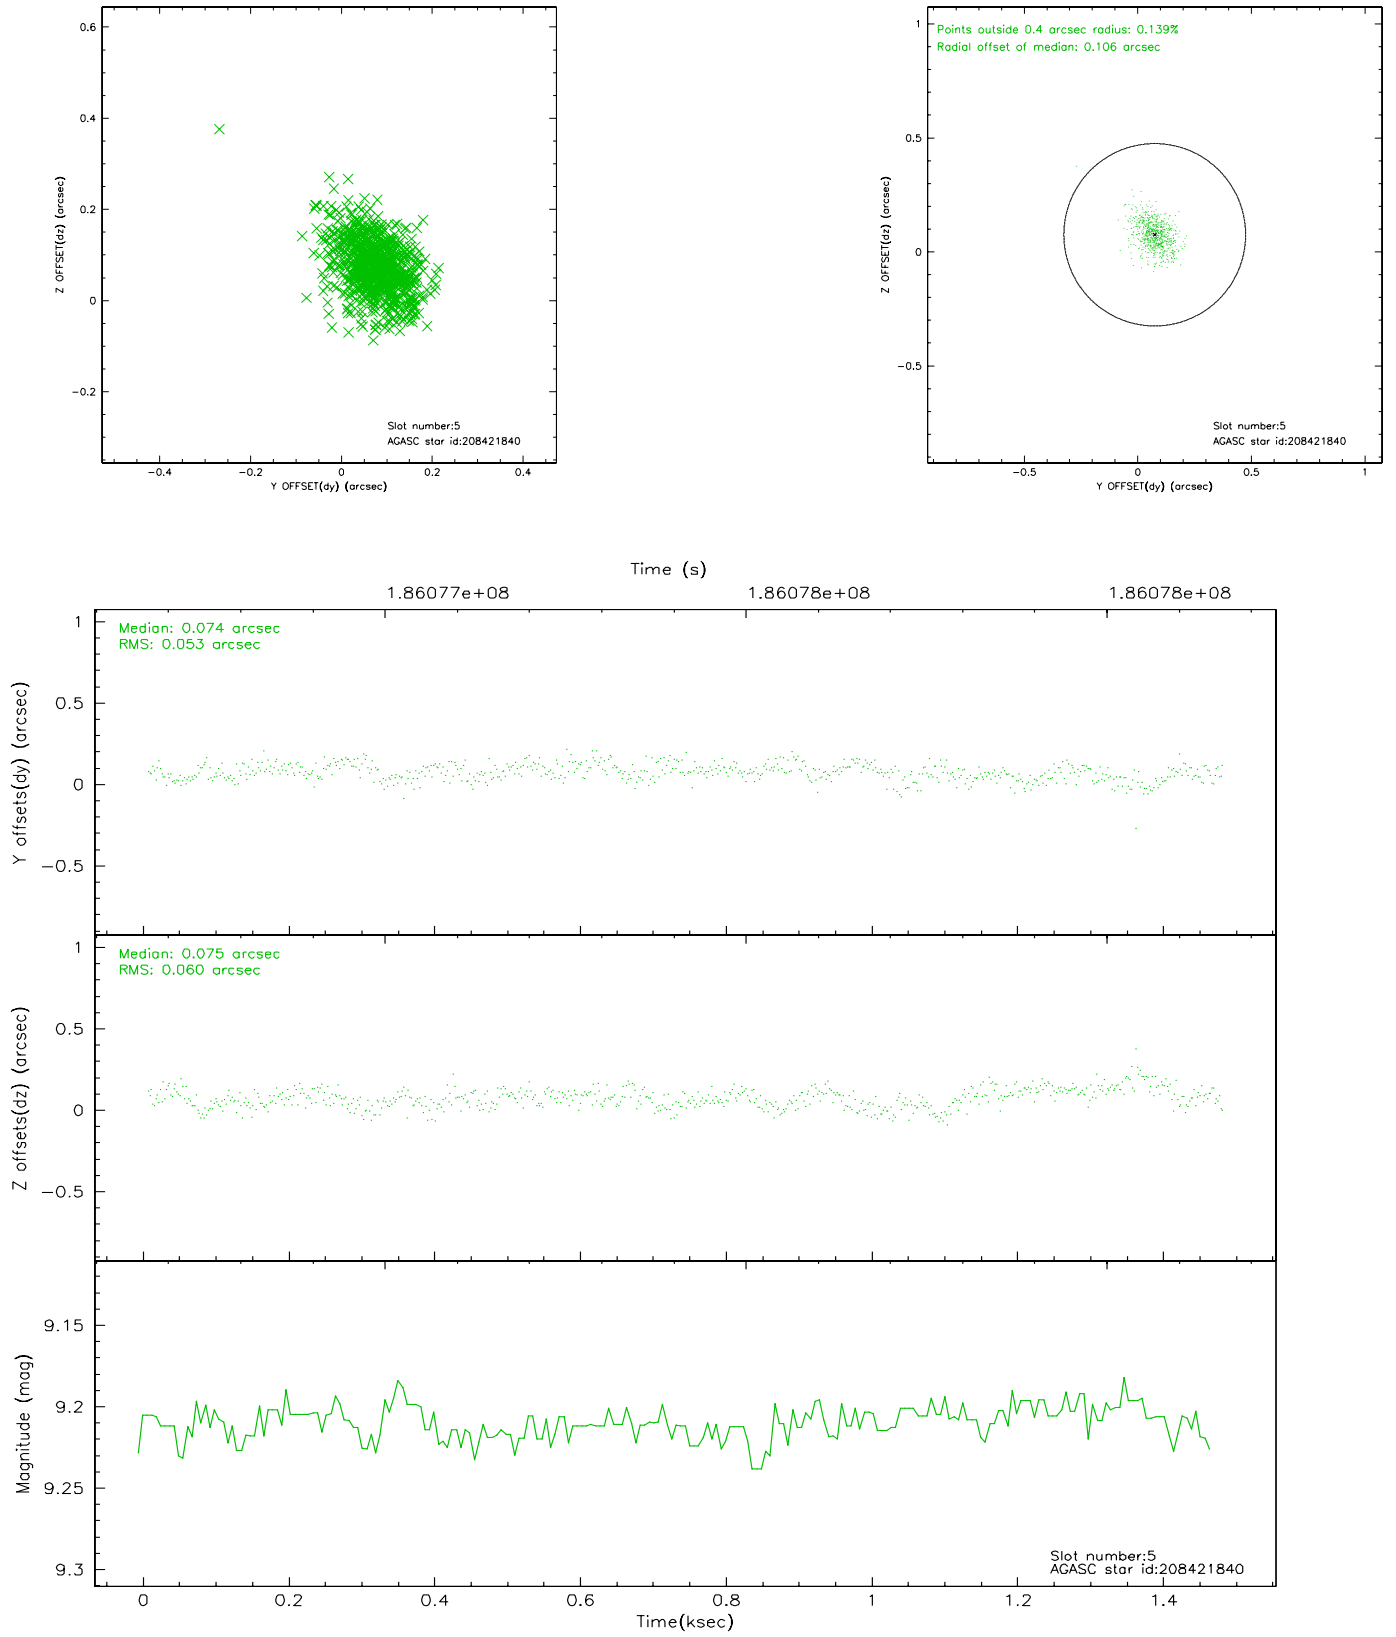 0.6
0.4
0.2
0
−0.2
Z OFFSET(dz) (arcsec)
Slot number:5
AGASC star id:208421840
−0.4 −0.2 0 0.2 0.4
Y OFFSET(dy) (arcsec)
Points outside 0.4 arcsec radius: 0.139%
Radial offset of median: 0.106 arcsec
1
0.5
0
−0.5
Z OFFSET(dz) (arcsec)
Slot number:5
AGASC star id:208421840
−0.5 0 0.5 1
Y OFFSET(dy) (arcsec)
Time (s)
1.86077e+08 1.86078e+08 1.86078e+08
Median: 0.074 arcsec
RMS: 0.053 arcsec
1
0.5
0
−0.5
Y offsets(dy) (arcsec)
Median: 0.075 arcsec
RMS: 0.060 arcsec
1
0.5
0
−0.5
Z offsets(dz) (arcsec)
9.15
9.2
9.25
9.3
Magnitude (mag)
Slot number:5
AGASC star id:208421840
0 0.2 0.4 0.6 0.8 1 1.2 1.4
Time(ksec)